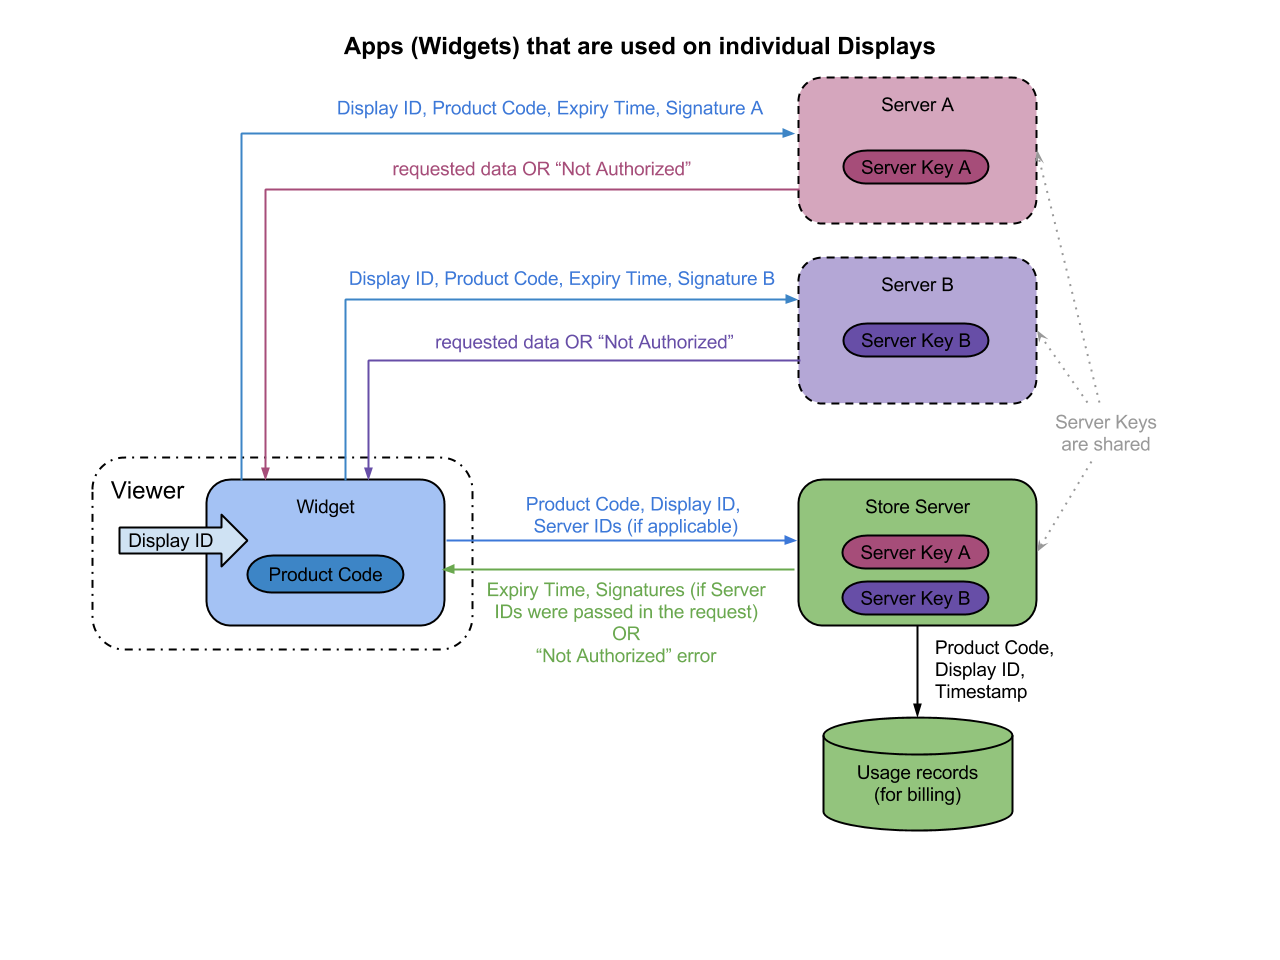 Apps (Widgets) that are used on individual Displays
Display ID, Product Code, Expiry Time, Signature A
Server A
Server Key A
requested data OR “Not Authorized”
Display ID, Product Code, Expiry Time, Signature B
Server B
Server Key B
requested data OR “Not Authorized”
Server Keys
are shared
Viewer
Widget
Display ID
Product Code
Product Code, Display ID,
Server IDs (if applicable)
Expiry Time, Signatures (if Server
IDs were passed in the request)
OR
“Not Authorized” error
Store Server
Server Key A
Server Key B
Product Code,
Display ID,
Timestamp
Usage records
(for billing)